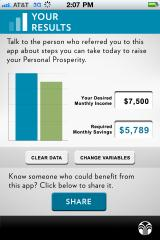 AT&T 3G 2:07 PM
YOUR
RESULTS
Talk to the person who referred you to this
app about steps you can take today to raise
your Personal Prosperity.
Your Desired
Monthly Income
$7,500
Required
Monthly Savings
$5,789
CLEAR DATA CHANGE VARIABLES
Know someone who could benefit from
this app? Click below to share it.
SHARE